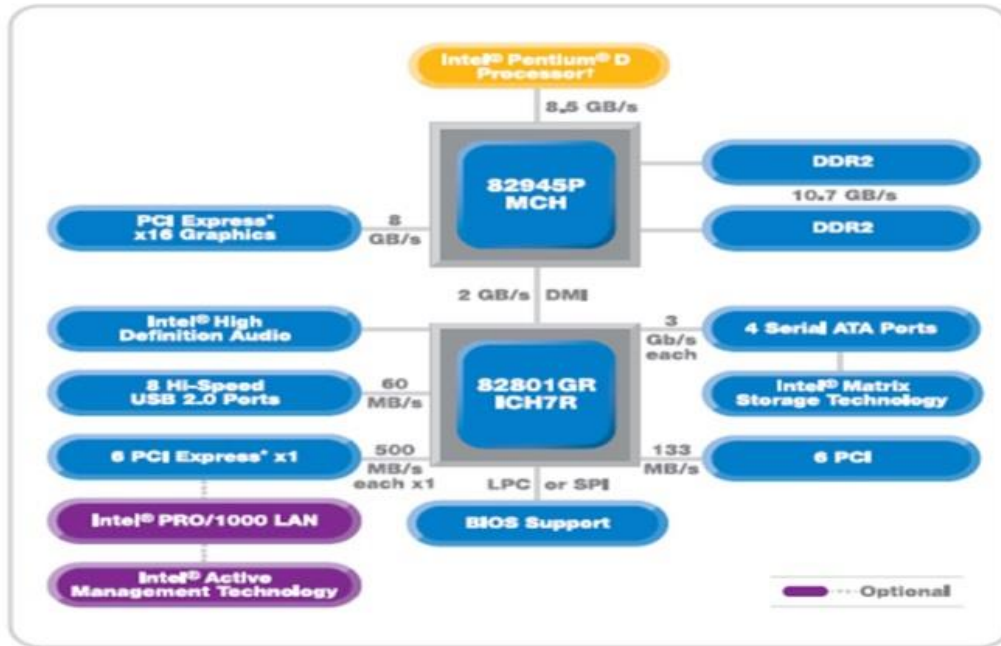 Intel® Pentium® D
Processor†
8.5 GB/s
82945P
MCH
DDR2
10.7 GB/s
DDR2
PCI Express*
x16 Graphics
8
GB/s
2 GB/s DMI
Intel® High
Definition Audio
3
Gb/s
each
4 Serial ATA Ports
8 Hi-Speed
USB 2.0 Ports
60
MB/s
82801GR
ICH7R
Intel® Matrix
Storage Technology
6 PCI Express* x1
500
MB/s
each x1
133
MB/s
6 PCI
LPC or SPI
BIOS Support
Intel® PRO/1000 LAN
Intel® Active
Management Technology
Optional